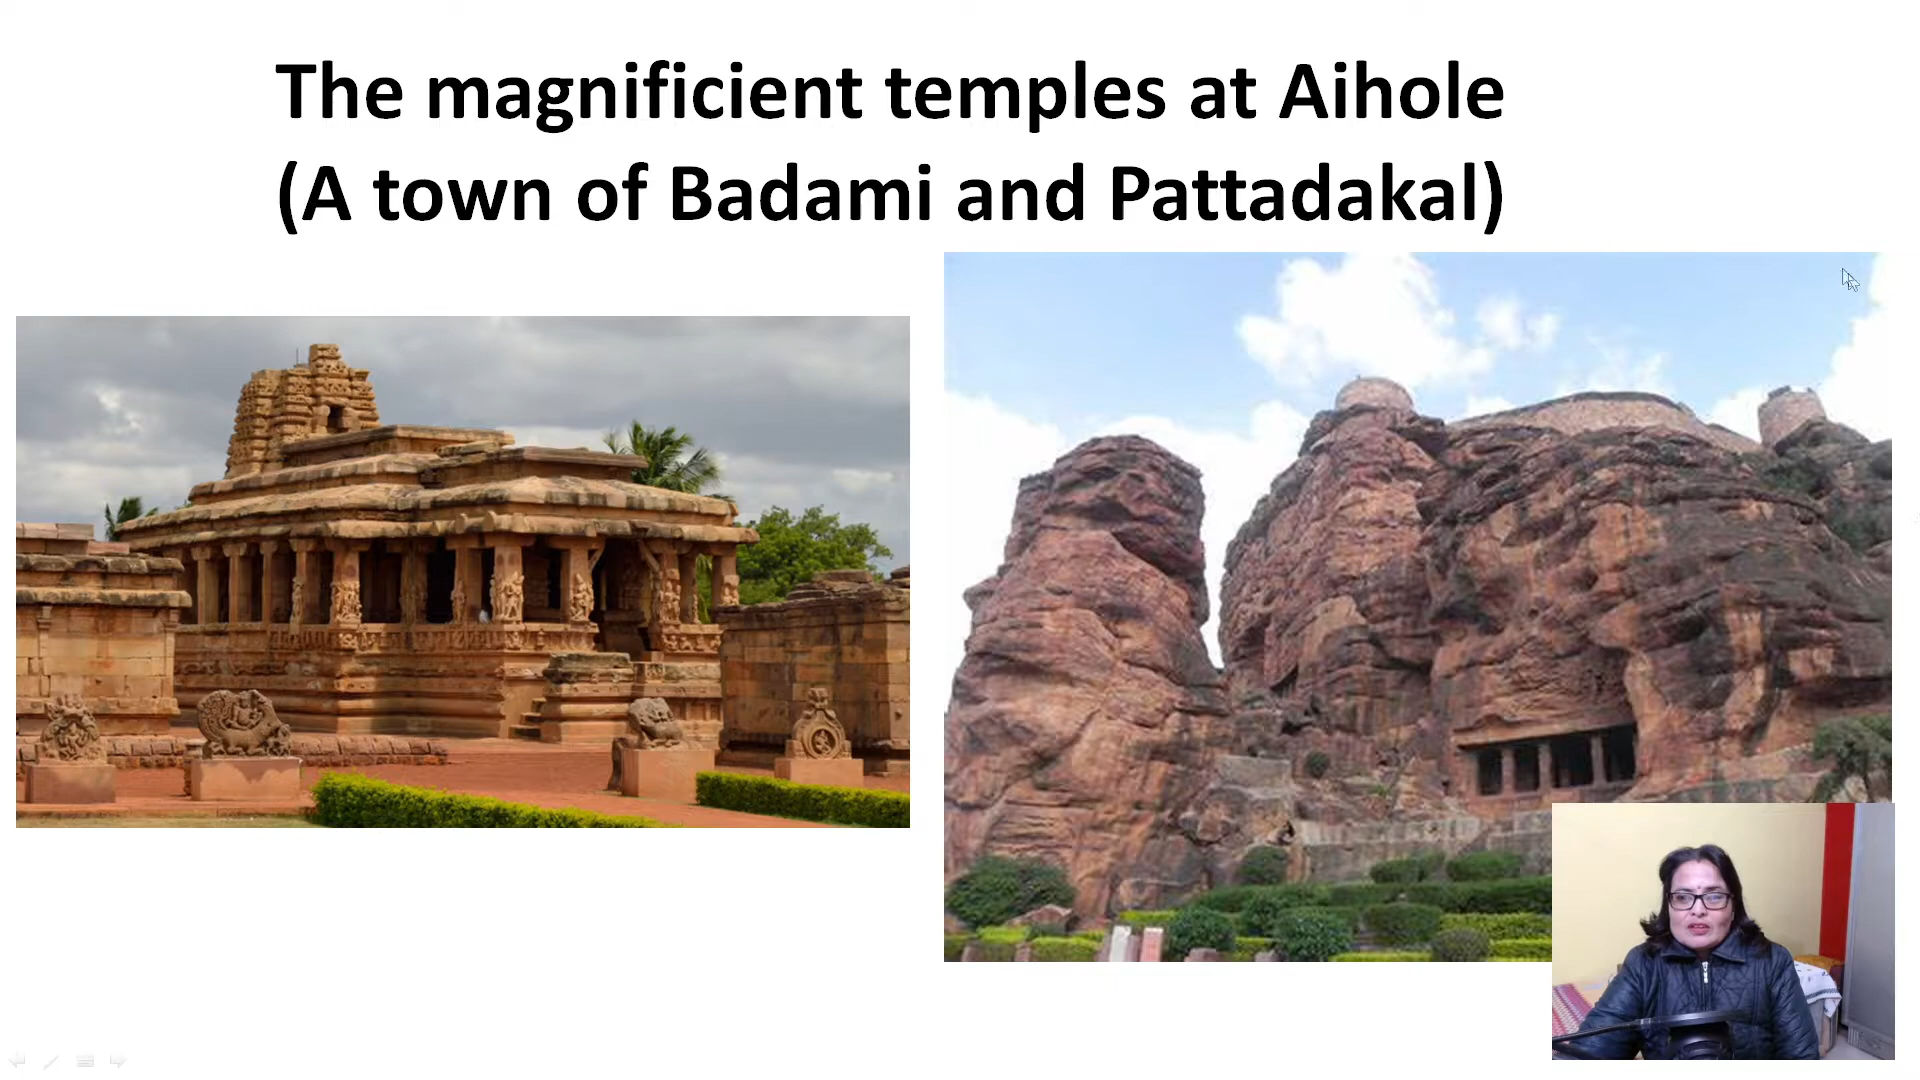 The magnificient temples at Aihole
(A town of Badami and Pattadakal)